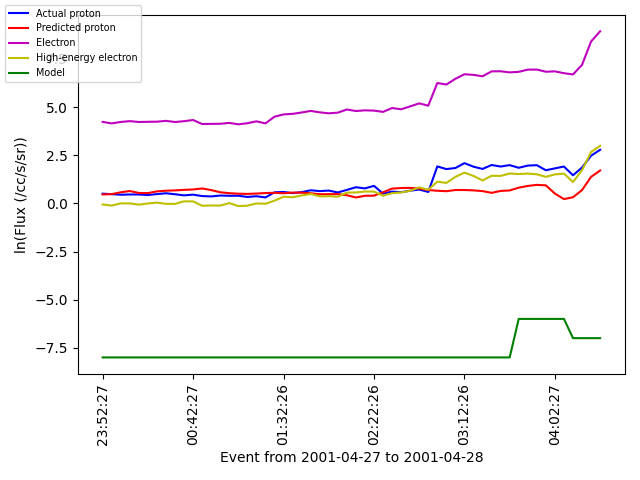 Actual proton
Predicted proton
Electron
High-energy electron
Model
5.0
2.5
0.0
−2.5
−5.0
−7.5
ln(Flux (/cc/s/sr))
23:52:27
00:42:27
01:32:26
02:22:26
03:12:26
04:02:27
Event from 2001-04-27 to 2001-04-28